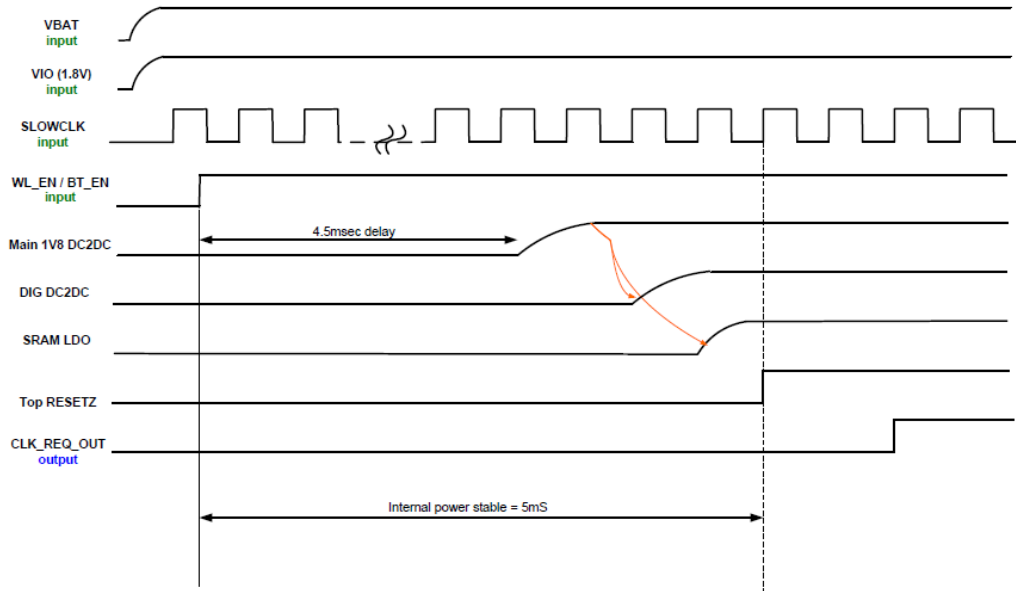 VBAT
input
VIO (1.8V)
input
SLOWCLK
input
WL_EN / BT_EN
input
4.5msec delay
Main 1V8 DC2DC
DIG DC2DC
SRAM LDO
Top RESETZ
CLK_REQ_OUT
output
Internal power stable = 5mS